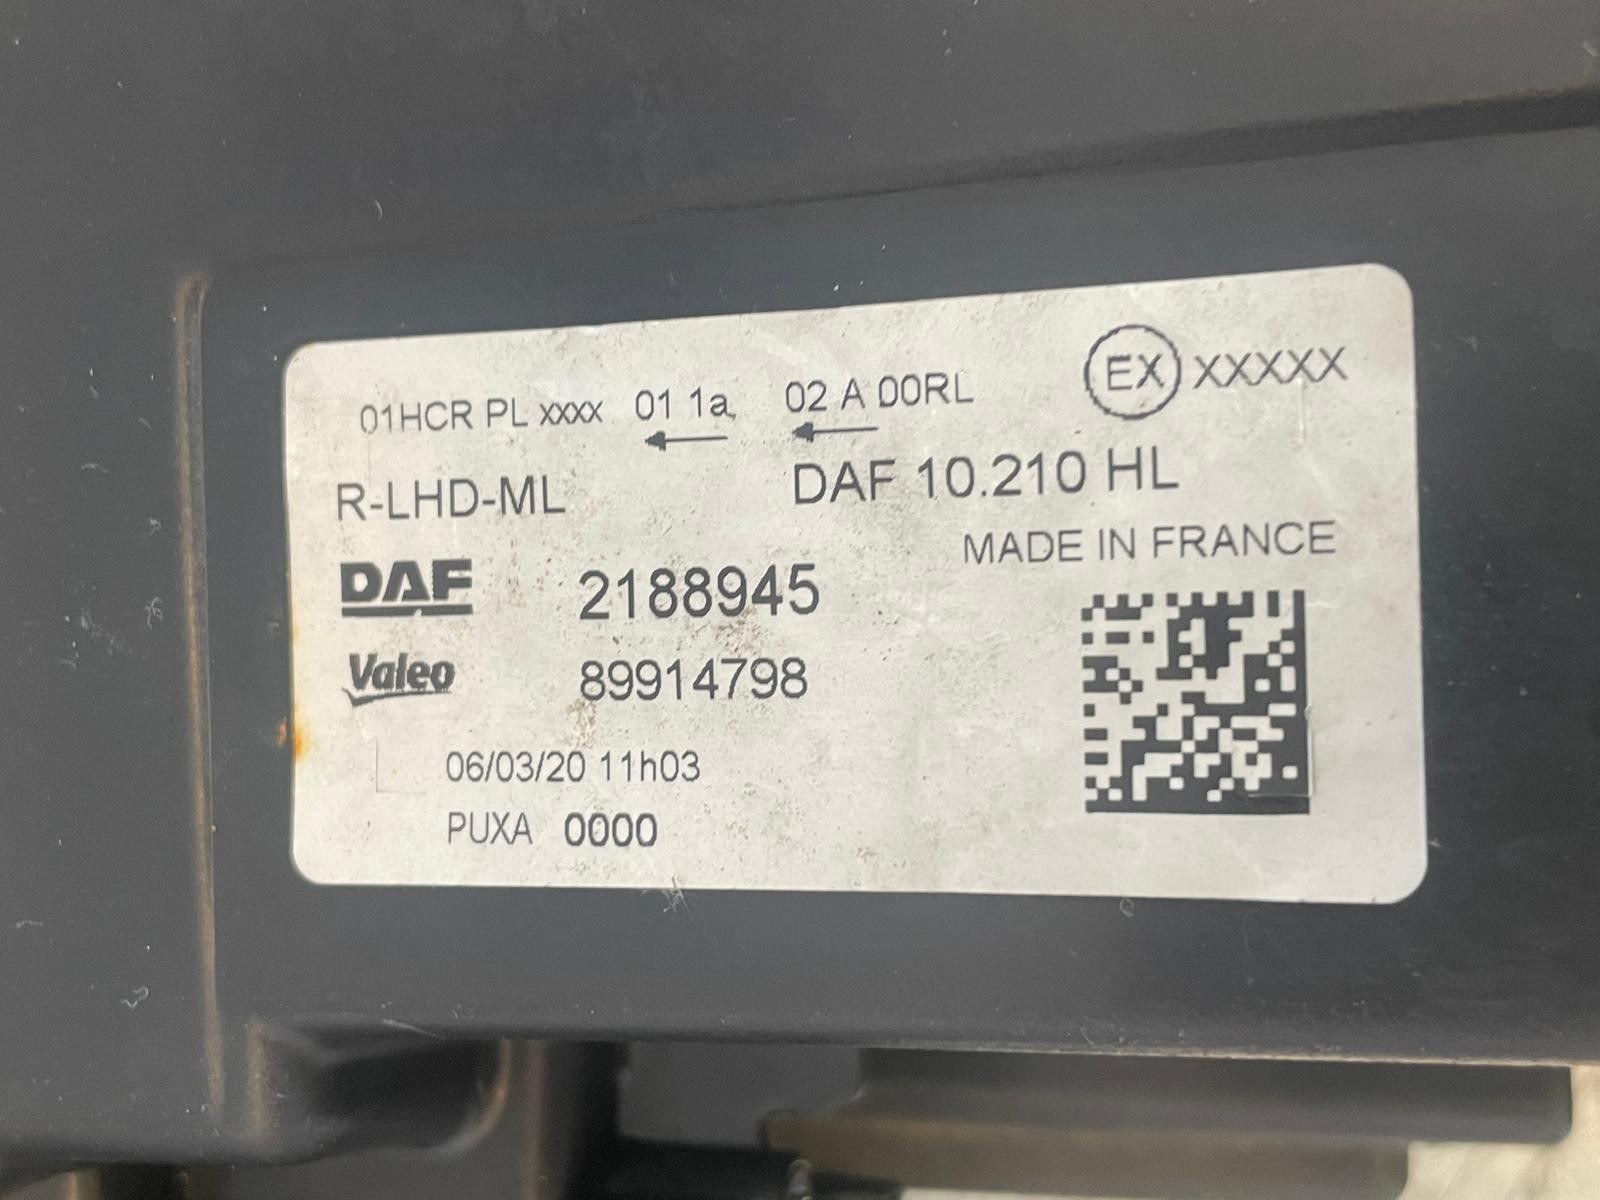 01HCR PL xxxx 01 1a 02 A 00RL EX XXXXX
R-LHD-ML DAF 10.210 HL
MADE IN FRANCE
DAF 2188945
Valeo 89914798
06/03/20 11h03
PUXA 0000